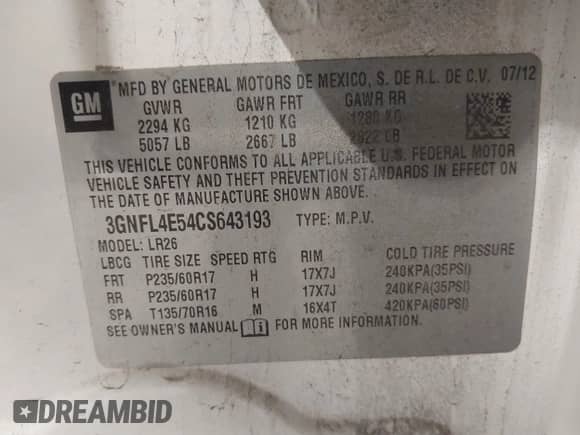 GM
MFD BY GENERAL MOTORS DE MEXICO, S. DE R.L. DE C.V. 07/12
GVWR GAWR FRT GAWR RR
2294 KG 1210 KG 1280 KG
5057 LB 2667 LB 2822 LB
THIS VEHICLE CONFORMS TO ALL APPLICABLE U.S. FEDERAL MOTOR
VEHICLE SAFETY AND THEFT PREVENTION STANDARDS IN EFFECT ON
THE DATE OF MANUFACTURE SHOWN ABOVE.
3GNFL4E54CS643193 TYPE: M.P.V.
MODEL: LR26
LBCG TIRE SIZE SPEED RTG RIM COLD TIRE PRESSURE
FRT P235/60R17 H 17X7J 240KPA(35PSI)
RR P235/60R17 H 17X7J 240KPA(35PSI)
SPA T135/70R16 M 16X4T 420KPA(60PSI)
SEE OWNER'S MANUAL FOR MORE INFORMATION.
DREAMBID